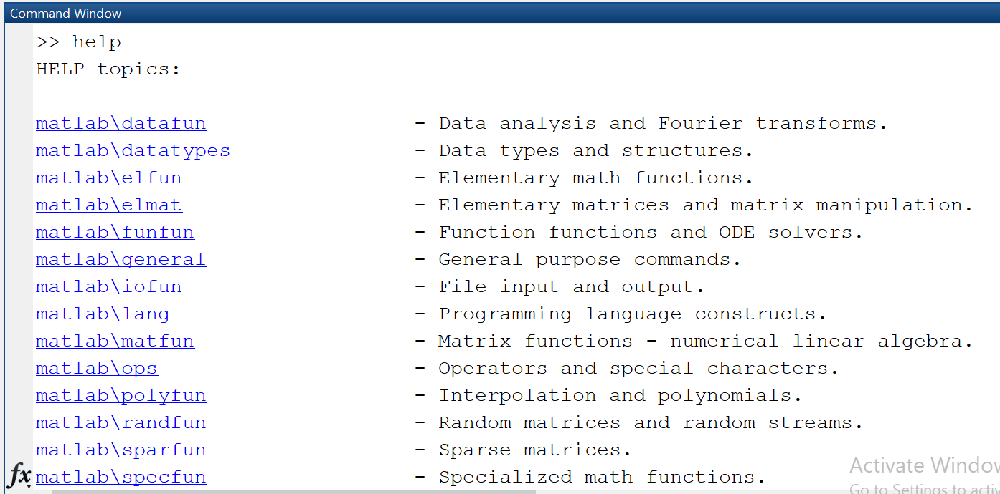 Command Window
>> help
HELP topics:
matlab\datafun - Data analysis and Fourier transforms.
matlab\datatypes - Data types and structures.
matlab\elfun - Elementary math functions.
matlab\elmat - Elementary matrices and matrix manipulation.
matlab\funfun - Function functions and ODE solvers.
matlab\general - General purpose commands.
matlab\iofun - File input and output.
matlab\lang - Programming language constructs.
matlab\matfun - Matrix functions - numerical linear algebra.
matlab\ops - Operators and special characters.
matlab\polyfun - Interpolation and polynomials.
matlab\randfun - Random matrices and random streams.
matlab\sparfun - Sparse matrices.
fx matlab\specfun - Specialized math functions.
Activate Window
Go to Settings to activ